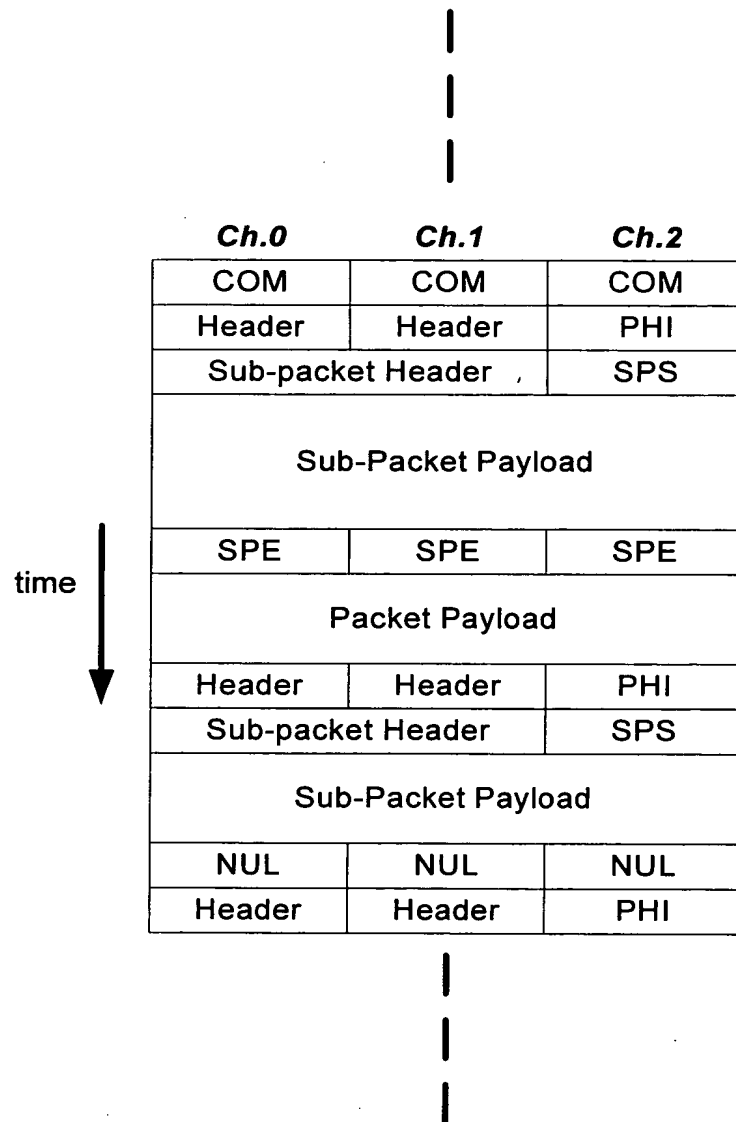 Ch.0 Ch.1 Ch.2
COM COM COM
Header Header PHI
Sub-packet Header SPS
Sub-Packet Payload
SPE SPE SPE
time
Packet Payload
Header Header PHI
Sub-packet Header SPS
Sub-Packet Payload
NUL NUL NUL
Header Header PHI